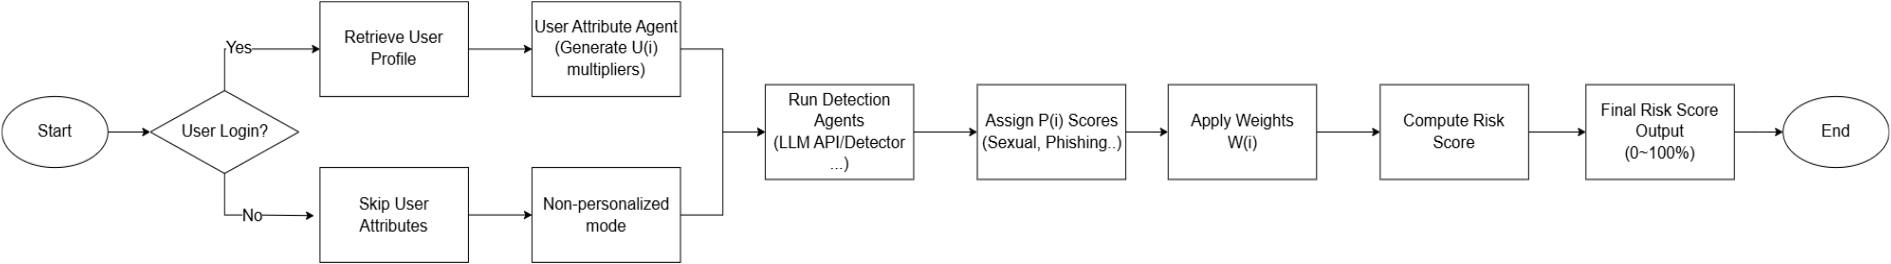 Start
User Login?
Yes
Retrieve User
Profile
User Attribute Agent
(Generate U(i)
multipliers)
No
Skip User
Attributes
Non-personalized
mode
Run Detection
Agents
(LLM API/Detector
...)
Assign P(i) Scores
(Sexual, Phishing..)
Apply Weights
W(i)
Compute Risk
Score
Final Risk Score
Output
(0~100%)
End